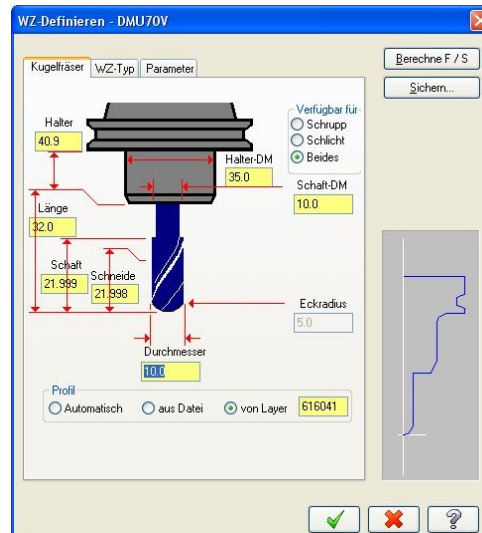 WZ-Definieren - DMU70V
Kugelfräser WZ-Typ Parameter
Berechne F / S
Sichern...
Halter
40.9
Verfügbar für
Schrupp
Schlicht
Beides
Halter-DM
35.0
Schaft-DM
10.0
Länge
32.0
Schaft
21.999
Schneide
21.998
Eckradius
5.0
Durchmesser
10.0
Profil
Automatisch aus Datei von Layer 616041